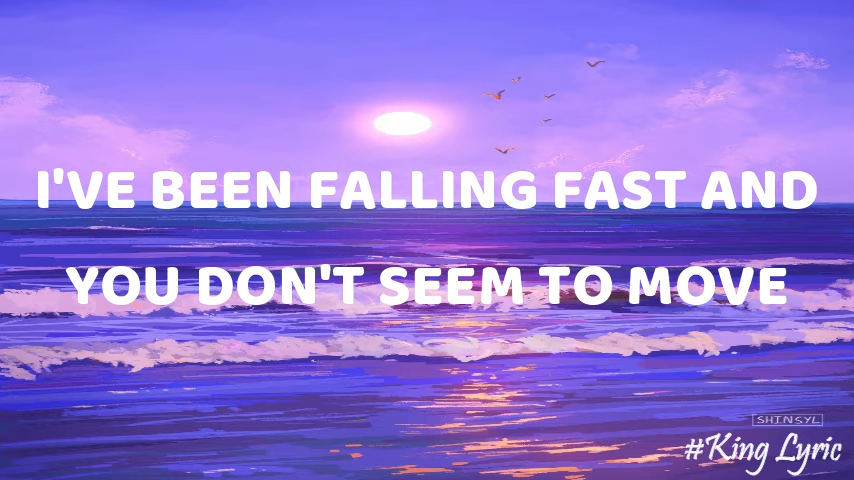 I'VE BEEN FALLING FAST AND
YOU DON'T SEEM TO MOVE
SHINSYL
#King Lyric